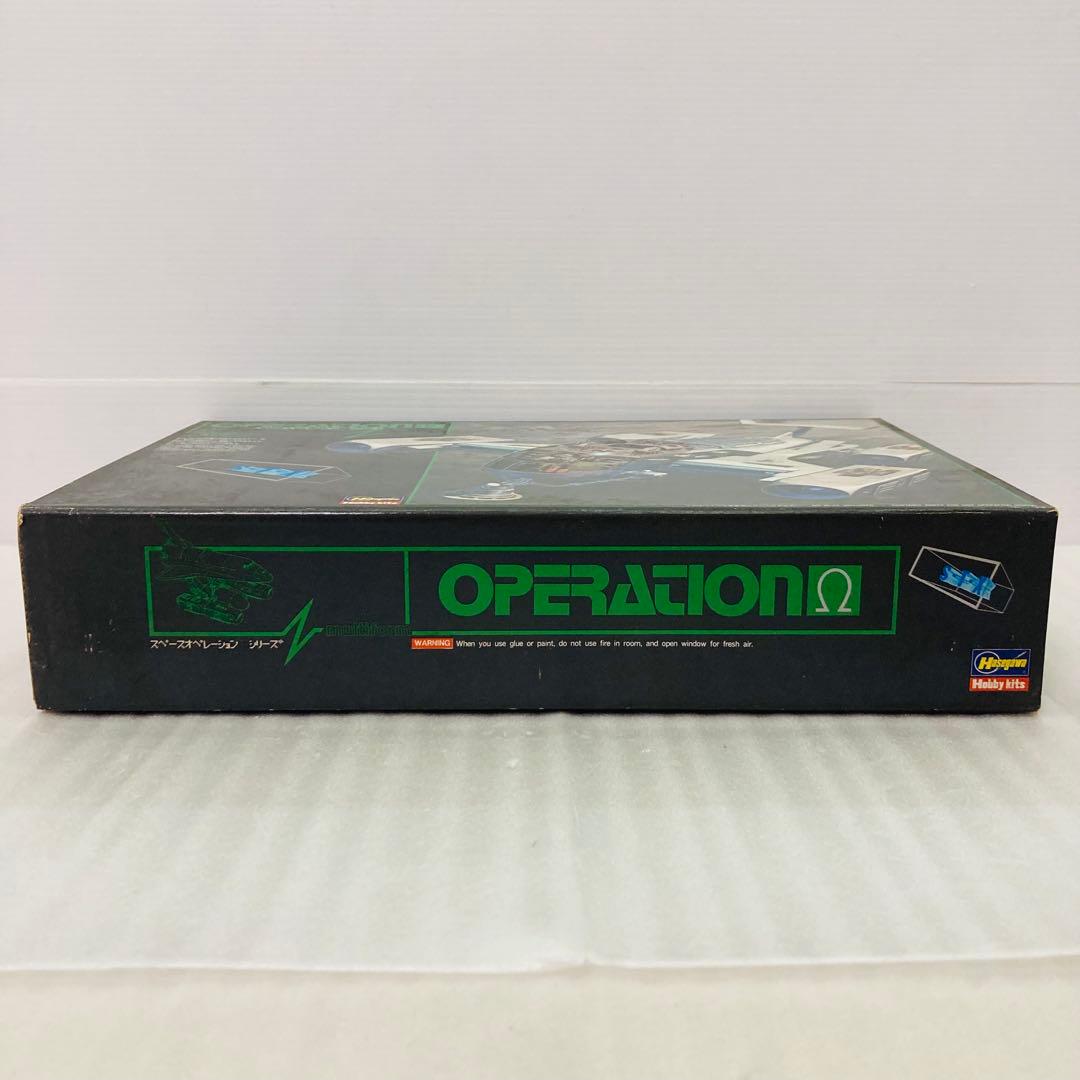 Hasegawa
OPERATION Ω
multiform
スペースオペレーション シリーズ
WARNING When you use glue or paint, do not use fire in room, and open window for fresh air.
Hasegawa
Hobby kits